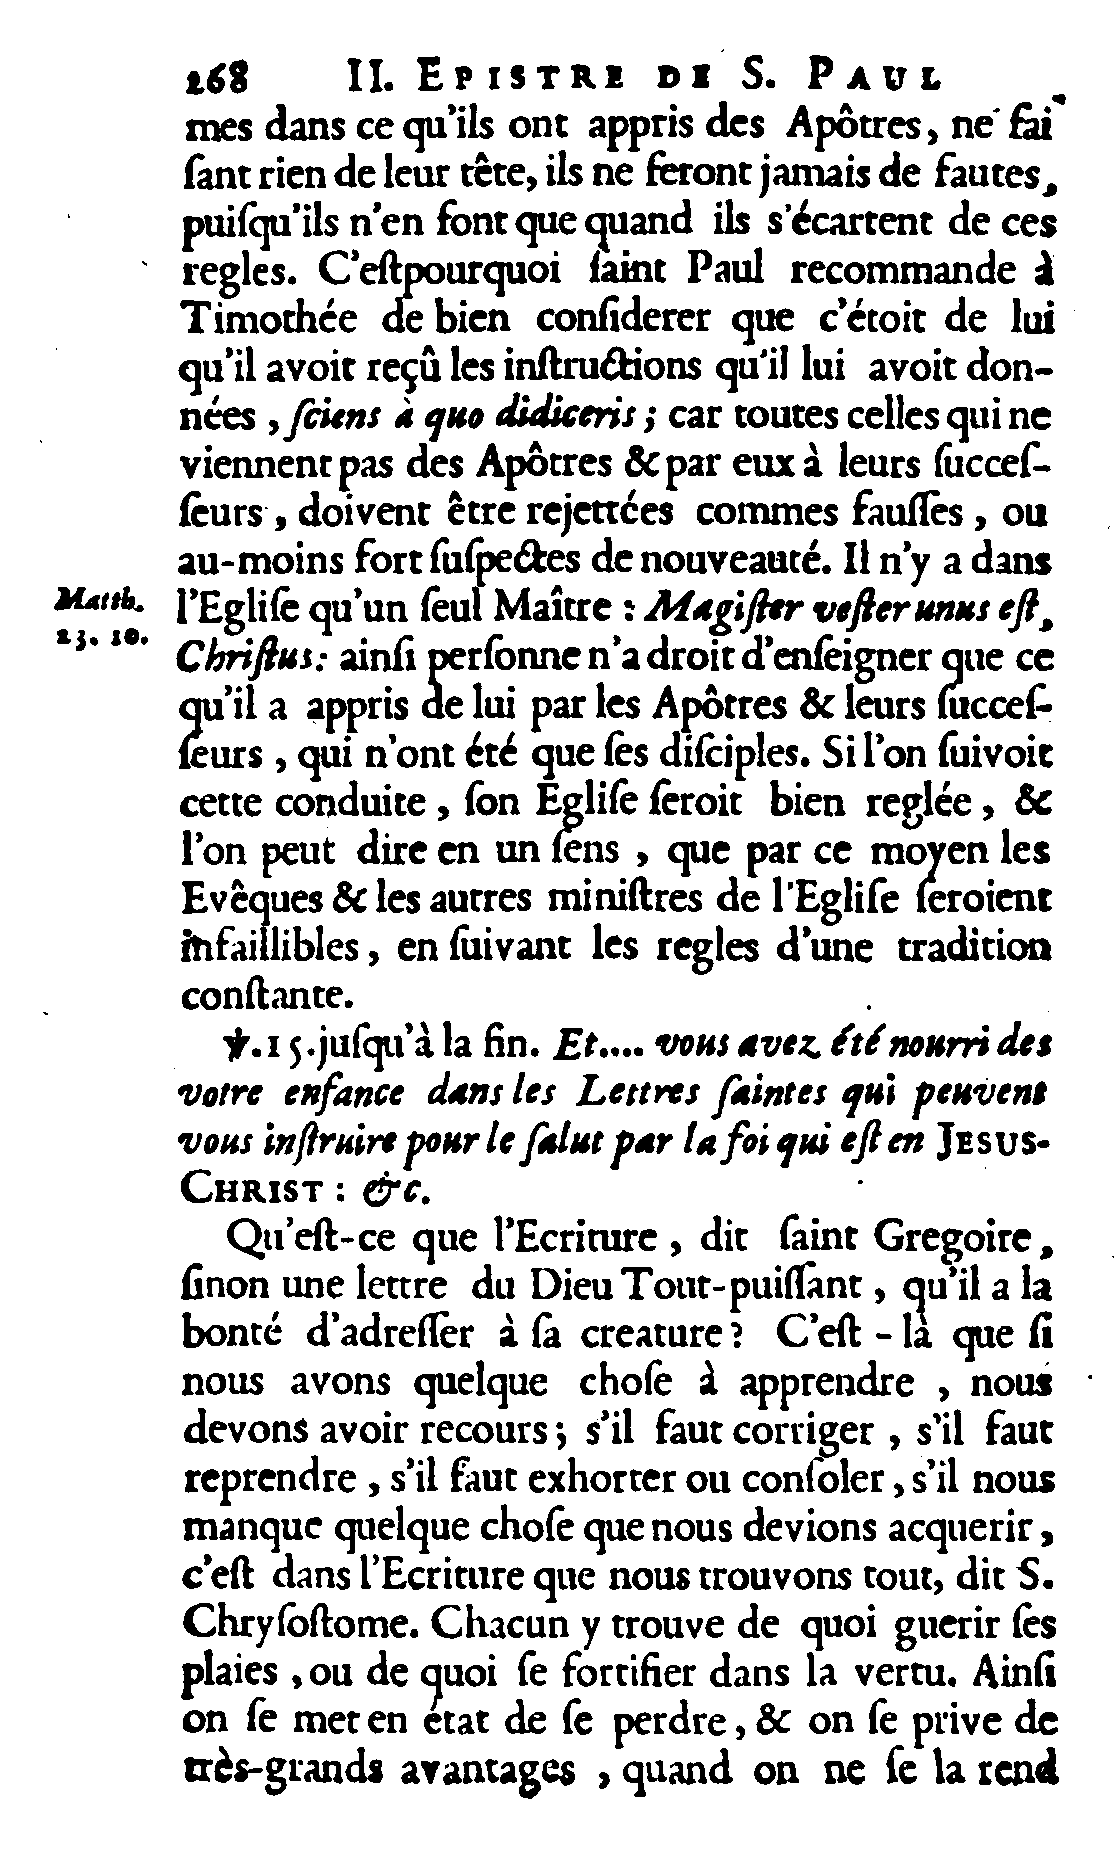 268 II. EPISTRE DE S. PAUL
mes dans ce qu'ils ont appris des Apôtres, ne fai
ſant rien de leur tête, ils ne feront jamais de fautes,
puiſqu'ils n'en font que quand ils s'écartent de ces
regles. C'eſtpourquoi ſaint Paul recommande à
Timothée de bien conſiderer que c'étoit de lui
qu'il avoit reçû les inſtructions qu'il lui avoit don-
nées, ſciens à quo didiceris; car toutes celles qui ne
viennent pas des Apôtres & par eux à leurs ſucceſ-
ſeurs, doivent être rejettées commes fauſſes, ou
au-moins fort ſuſpectes de nouveauté. Il n'y a dans
Matth. 23. 10.
l'Egliſe qu'un ſeul Maître : Magiſter veſter unus eſt,
Chriſtus: ainſi perſonne n'a droit d'enſeigner que ce
qu'il a appris de lui par les Apôtres & leurs ſucceſ-
ſeurs, qui n'ont été que ſes diſciples. Si l'on ſuivoit
cette conduite, ſon Egliſe ſeroit bien reglée, &
l'on peut dire en un ſens, que par ce moyen les
Evêques & les autres miniſtres de l'Egliſe ſeroient
infaillibles, en ſuivant les regles d'une tradition
conſtante.
℣. 15. juſqu'à la fin. Et.... vous avez été nourri des
votre enfance dans les Lettres ſaintes qui peuvent
vous inſtruire pour le ſalut par la foi qui eſt en JESUS-
CHRIST : &c.
Qu'eſt-ce que l'Ecriture, dit ſaint Gregoire,
ſinon une lettre du Dieu Tout-puiſſant, qu'il a la
bonté d'adreſſer à ſa creature? C'eſt-là que ſi
nous avons quelque choſe à apprendre, nous
devons avoir recours; s'il faut corriger, s'il faut
reprendre, s'il faut exhorter ou conſoler, s'il nous
manque quelque choſe que nous devions acquerir,
c'eſt dans l'Ecriture que nous trouvons tout, dit S.
Chryſoſtome. Chacun y trouve de quoi guerir ſes
plaies, ou de quoi ſe fortifier dans la vertu. Ainſi
on ſe met en état de ſe perdre, & on ſe prive de
très-grands avantages, quand on ne ſe la rend